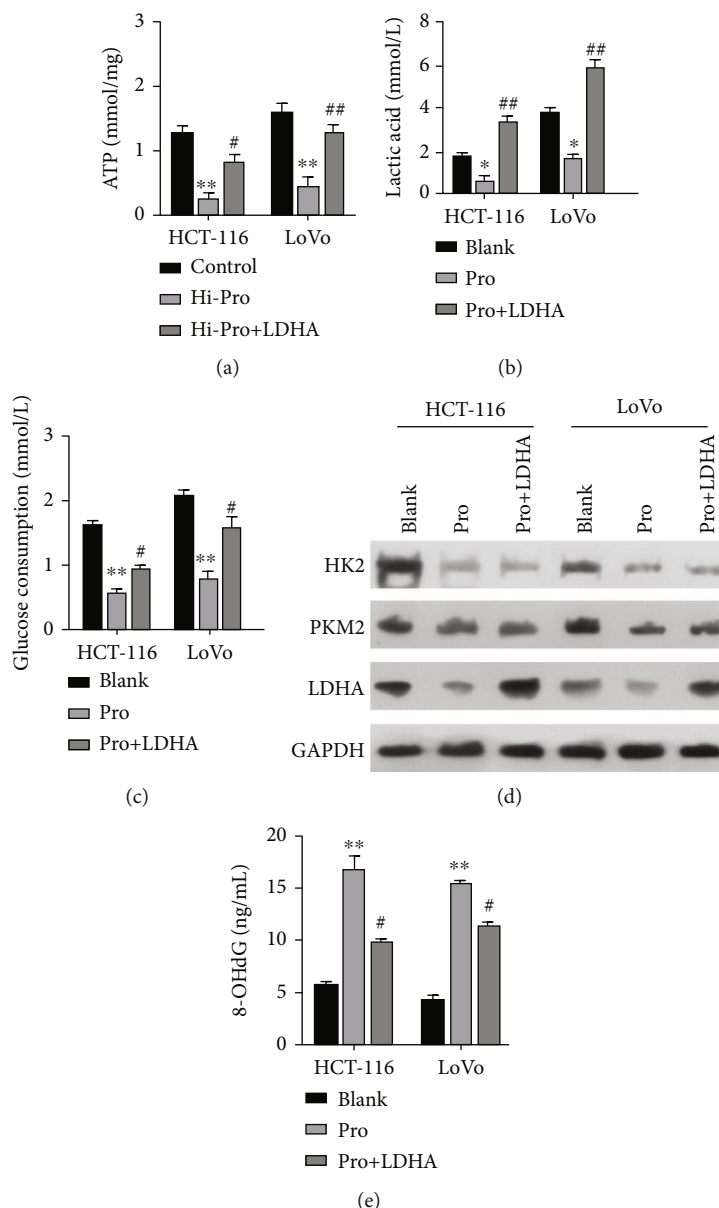 3
2
1
0
ATP (mmol/mg)
**
#
**
##
HCT-116
LoVo
Control
Hi-Pro
Hi-Pro+LDHA
(a)
8
6
4
2
0
Lactic acid (mmol/L)
*
##
*
##
HCT-116
LoVo
Blank
Pro
Pro+LDHA
(b)
3
2
1
0
Glucose consumption (mmol/L)
**
#
**
#
HCT-116
LoVo
Blank
Pro
Pro+LDHA
(c)
HCT-116
LoVo
Blank
Pro
Pro+LDHA
Blank
Pro
Pro+LDHA
HK2
PKM2
LDHA
GAPDH
(d)
20
15
10
5
0
8-OHdG (ng/mL)
**
#
**
#
HCT-116
LoVo
Blank
Pro
Pro+LDHA
(e)